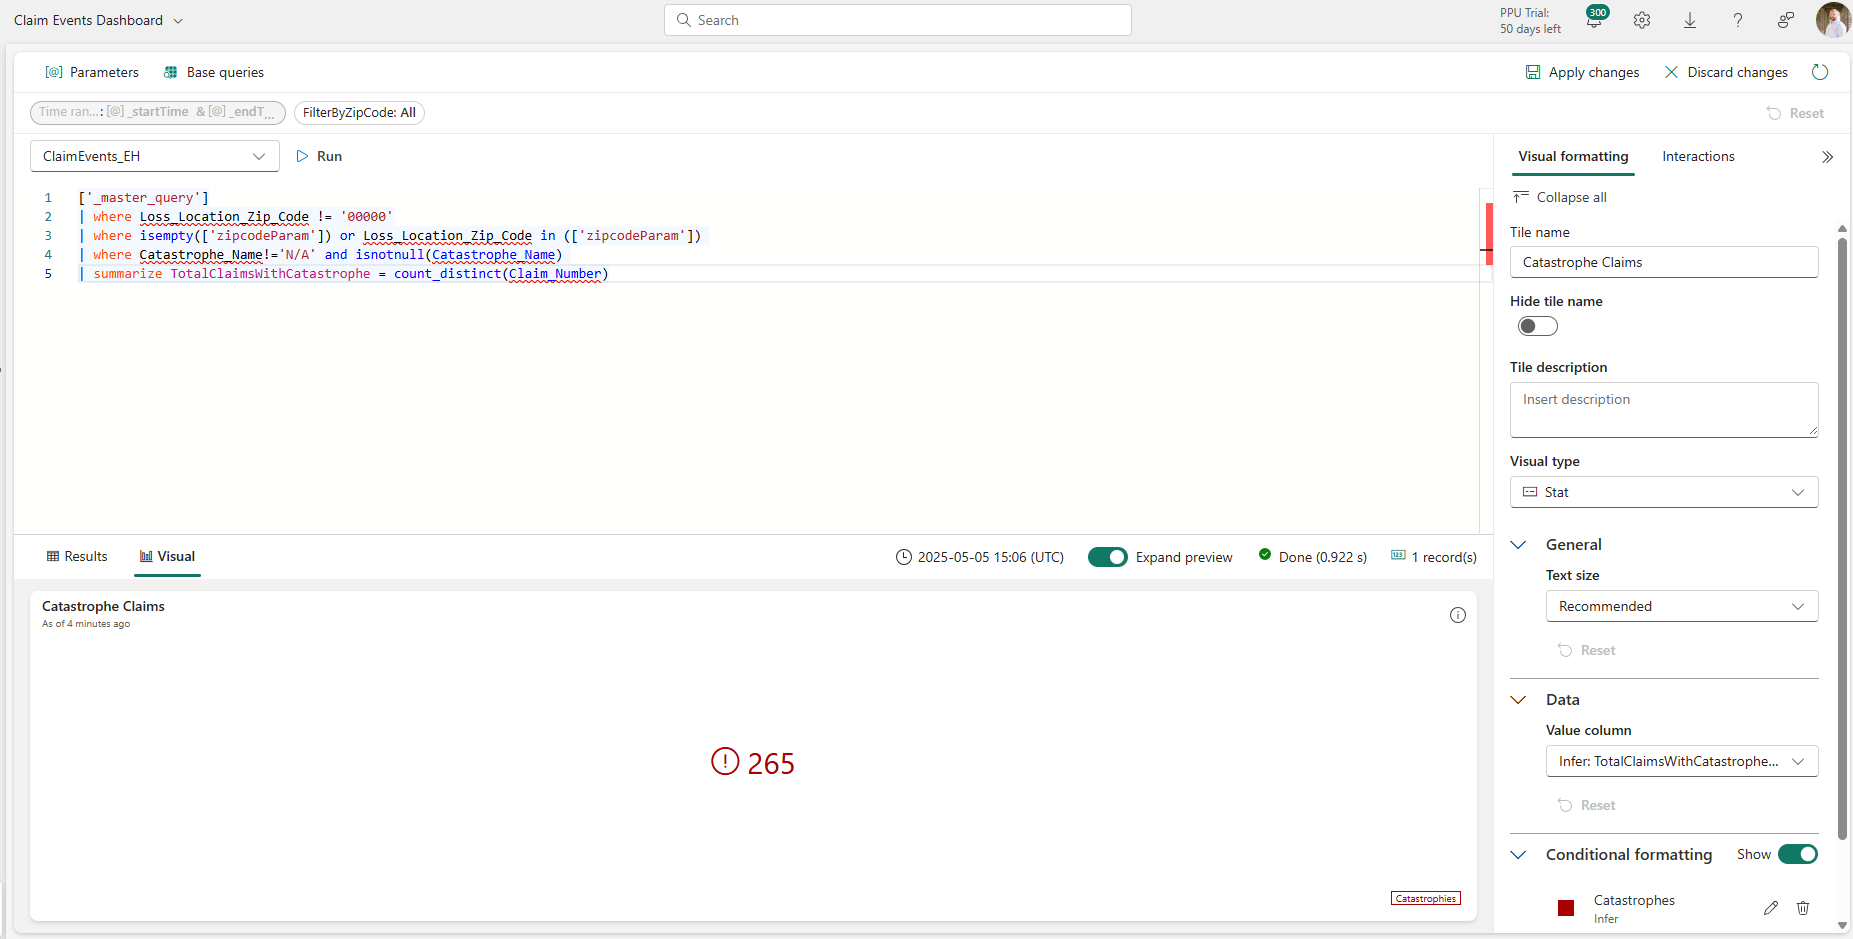 Claim Events Dashboard
Search
PPU Trial:
50 days left
300
Parameters
Base queries
Apply changes
Discard changes
Time ran...: [@] _startTime & [@] _endT...
FilterByZipCode: All
Reset
ClaimEvents_EH
Run
1 ['_master_query']
2 | where Loss_Location_Zip_Code != '00000'
3 | where isempty(['zipcodeParam']) or Loss_Location_Zip_Code in (['zipcodeParam'])
4 | where Catastrophe_Name!='N/A' and isnotnull(Catastrophe_Name)
5 | summarize TotalClaimsWithCatastrophe = count_distinct(Claim_Number)
Results
Visual
2025-05-05 15:06 (UTC)
Expand preview
Done (0.922 s)
1 record(s)
Catastrophe Claims
As of 4 minutes ago
265
Catastrophies
Visual formatting
Interactions
Collapse all
Tile name
Catastrophe Claims
Hide tile name
Tile description
Insert description
Visual type
Stat
General
Text size
Recommended
Reset
Data
Value column
Infer: TotalClaimsWithCatastrophe...
Reset
Conditional formatting
Show
Catastrophes
Infer